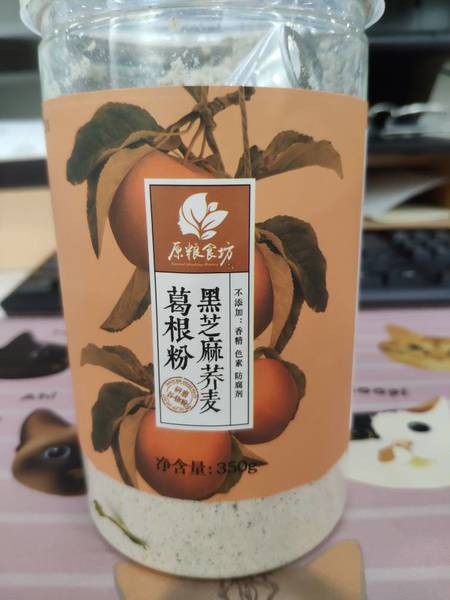 原粮食坊
黑芝麻荞麦
葛根粉
不添加：香精 色素 防腐剂
净含量：350g